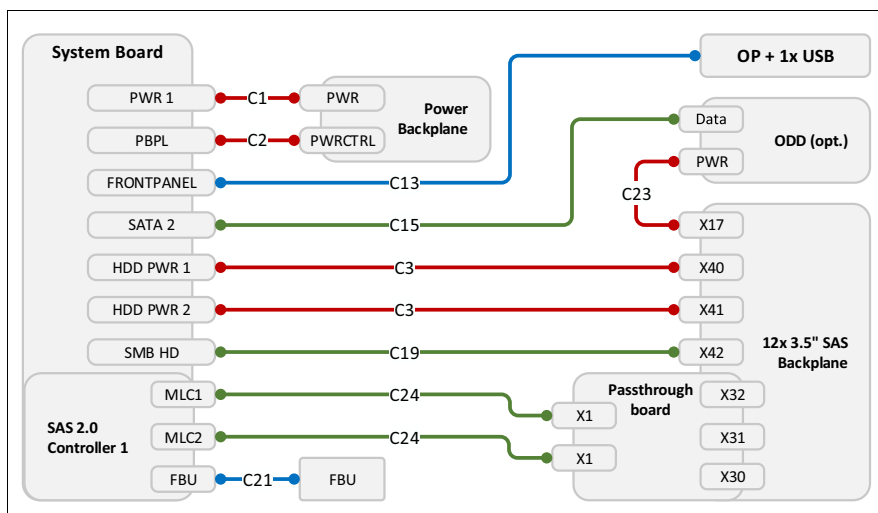 System Board
OP + 1x USB
PWR 1
C1
PWR
Power
Backplane
Data
ODD (opt.)
PBPL
C2
PWRCTRL
PWR
FRONTPANEL
C13
C23
SATA 2
C15
X17
HDD PWR 1
C3
X40
HDD PWR 2
C3
X41
SMB HD
C19
X42
12x 3.5" SAS
Backplane
SAS 2.0
Controller 1
MLC1
C24
X1
Passthrough
board
X32
MLC2
C24
X1
X31
FBU
C21
FBU
X30